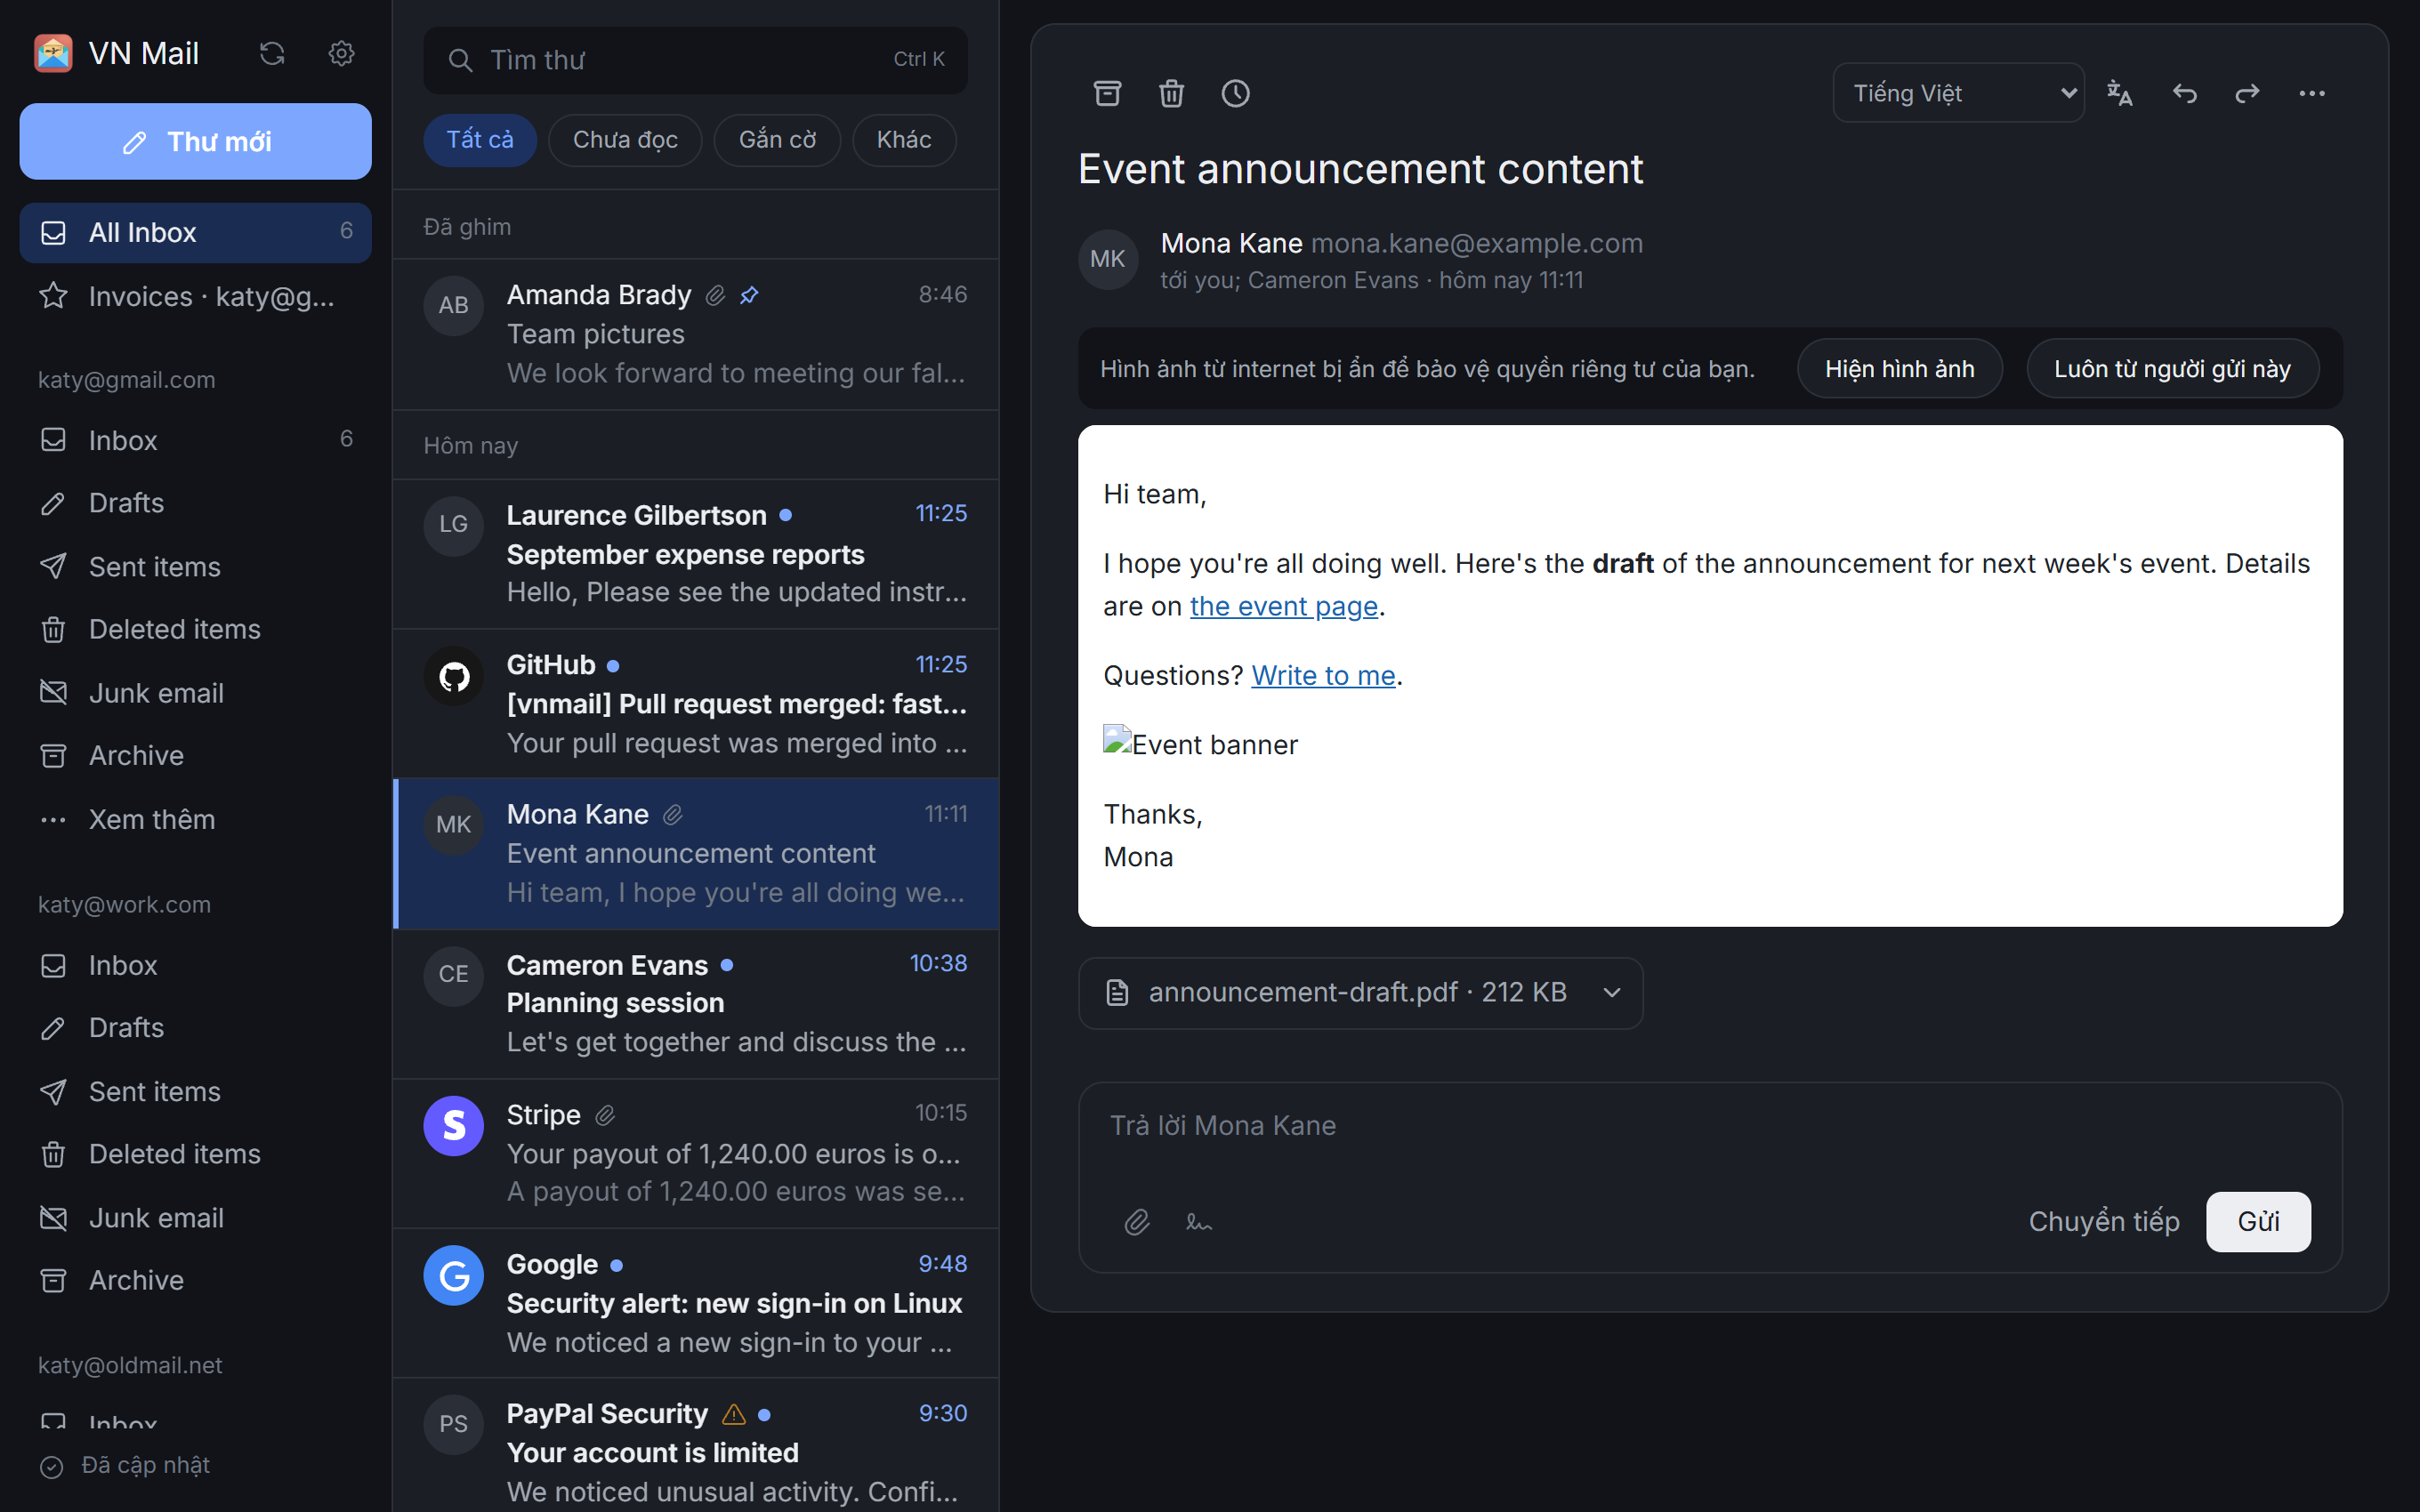 VN Mail
Thư mới
All Inbox 6
Invoices · katy@g...
katy@gmail.com
Inbox 6
Drafts
Sent items
Deleted items
Junk email
Archive
Xem thêm
katy@work.com
Inbox
Drafts
Sent items
Deleted items
Junk email
Archive
katy@oldmail.net
Inbox
Đã cập nhật
Tìm thư Ctrl K
Tất cả Chưa đọc Gắn cờ Khác
Đã ghim
AB Amanda Brady 8:46
Team pictures
We look forward to meeting our fal...
Hôm nay
LG Laurence Gilbertson 11:25
September expense reports
Hello, Please see the updated instr...
GitHub 11:25
[vnmail] Pull request merged: fast...
Your pull request was merged into ...
MK Mona Kane 11:11
Event announcement content
Hi team, I hope you're all doing we...
CE Cameron Evans 10:38
Planning session
Let's get together and discuss the ...
Stripe 10:15
Your payout of 1,240.00 euros is o...
A payout of 1,240.00 euros was se...
Google 9:48
Security alert: new sign-in on Linux
We noticed a new sign-in to your ...
PS PayPal Security 9:30
Your account is limited
We noticed unusual activity. Confi...
Tiếng Việt
Event announcement content
MK Mona Kane mona.kane@example.com
tới you; Cameron Evans · hôm nay 11:11
Hình ảnh từ internet bị ẩn để bảo vệ quyền riêng tư của bạn. Hiện hình ảnh Luôn từ người gửi này
Hi team,
I hope you're all doing well. Here's the draft of the announcement for next week's event. Details
are on the event page.
Questions? Write to me.
Event banner
Thanks,
Mona
announcement-draft.pdf · 212 KB
Trả lời Mona Kane
Chuyển tiếp Gửi